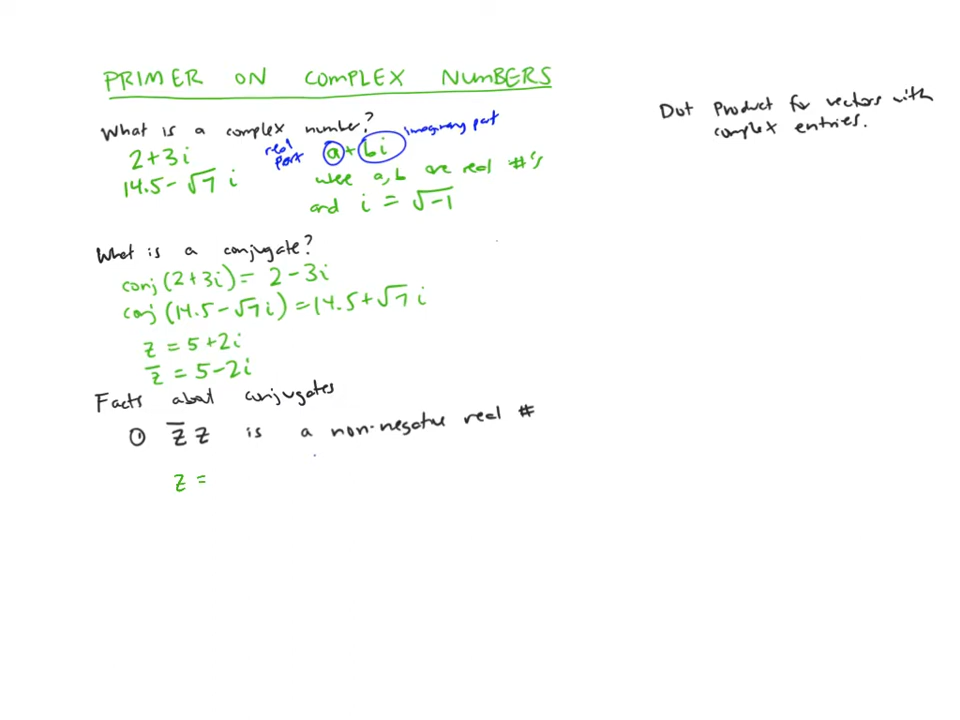 PRIMER ON COMPLEX NUMBERS
What is a complex number?
2+3i
14.5-√7 i
real part
a+bi
imaginary part
where a, b are real #'s
and i = √-1
What is a conjugate?
conj (2+3i) = 2-3i
conj (14.5-√7 i) = 14.5+√7 i
z = 5+2i
z̅ = 5-2i
Facts about conjugates
① z̅ z is a non-negative real #
z =
Dot Product for vectors with
complex entries.